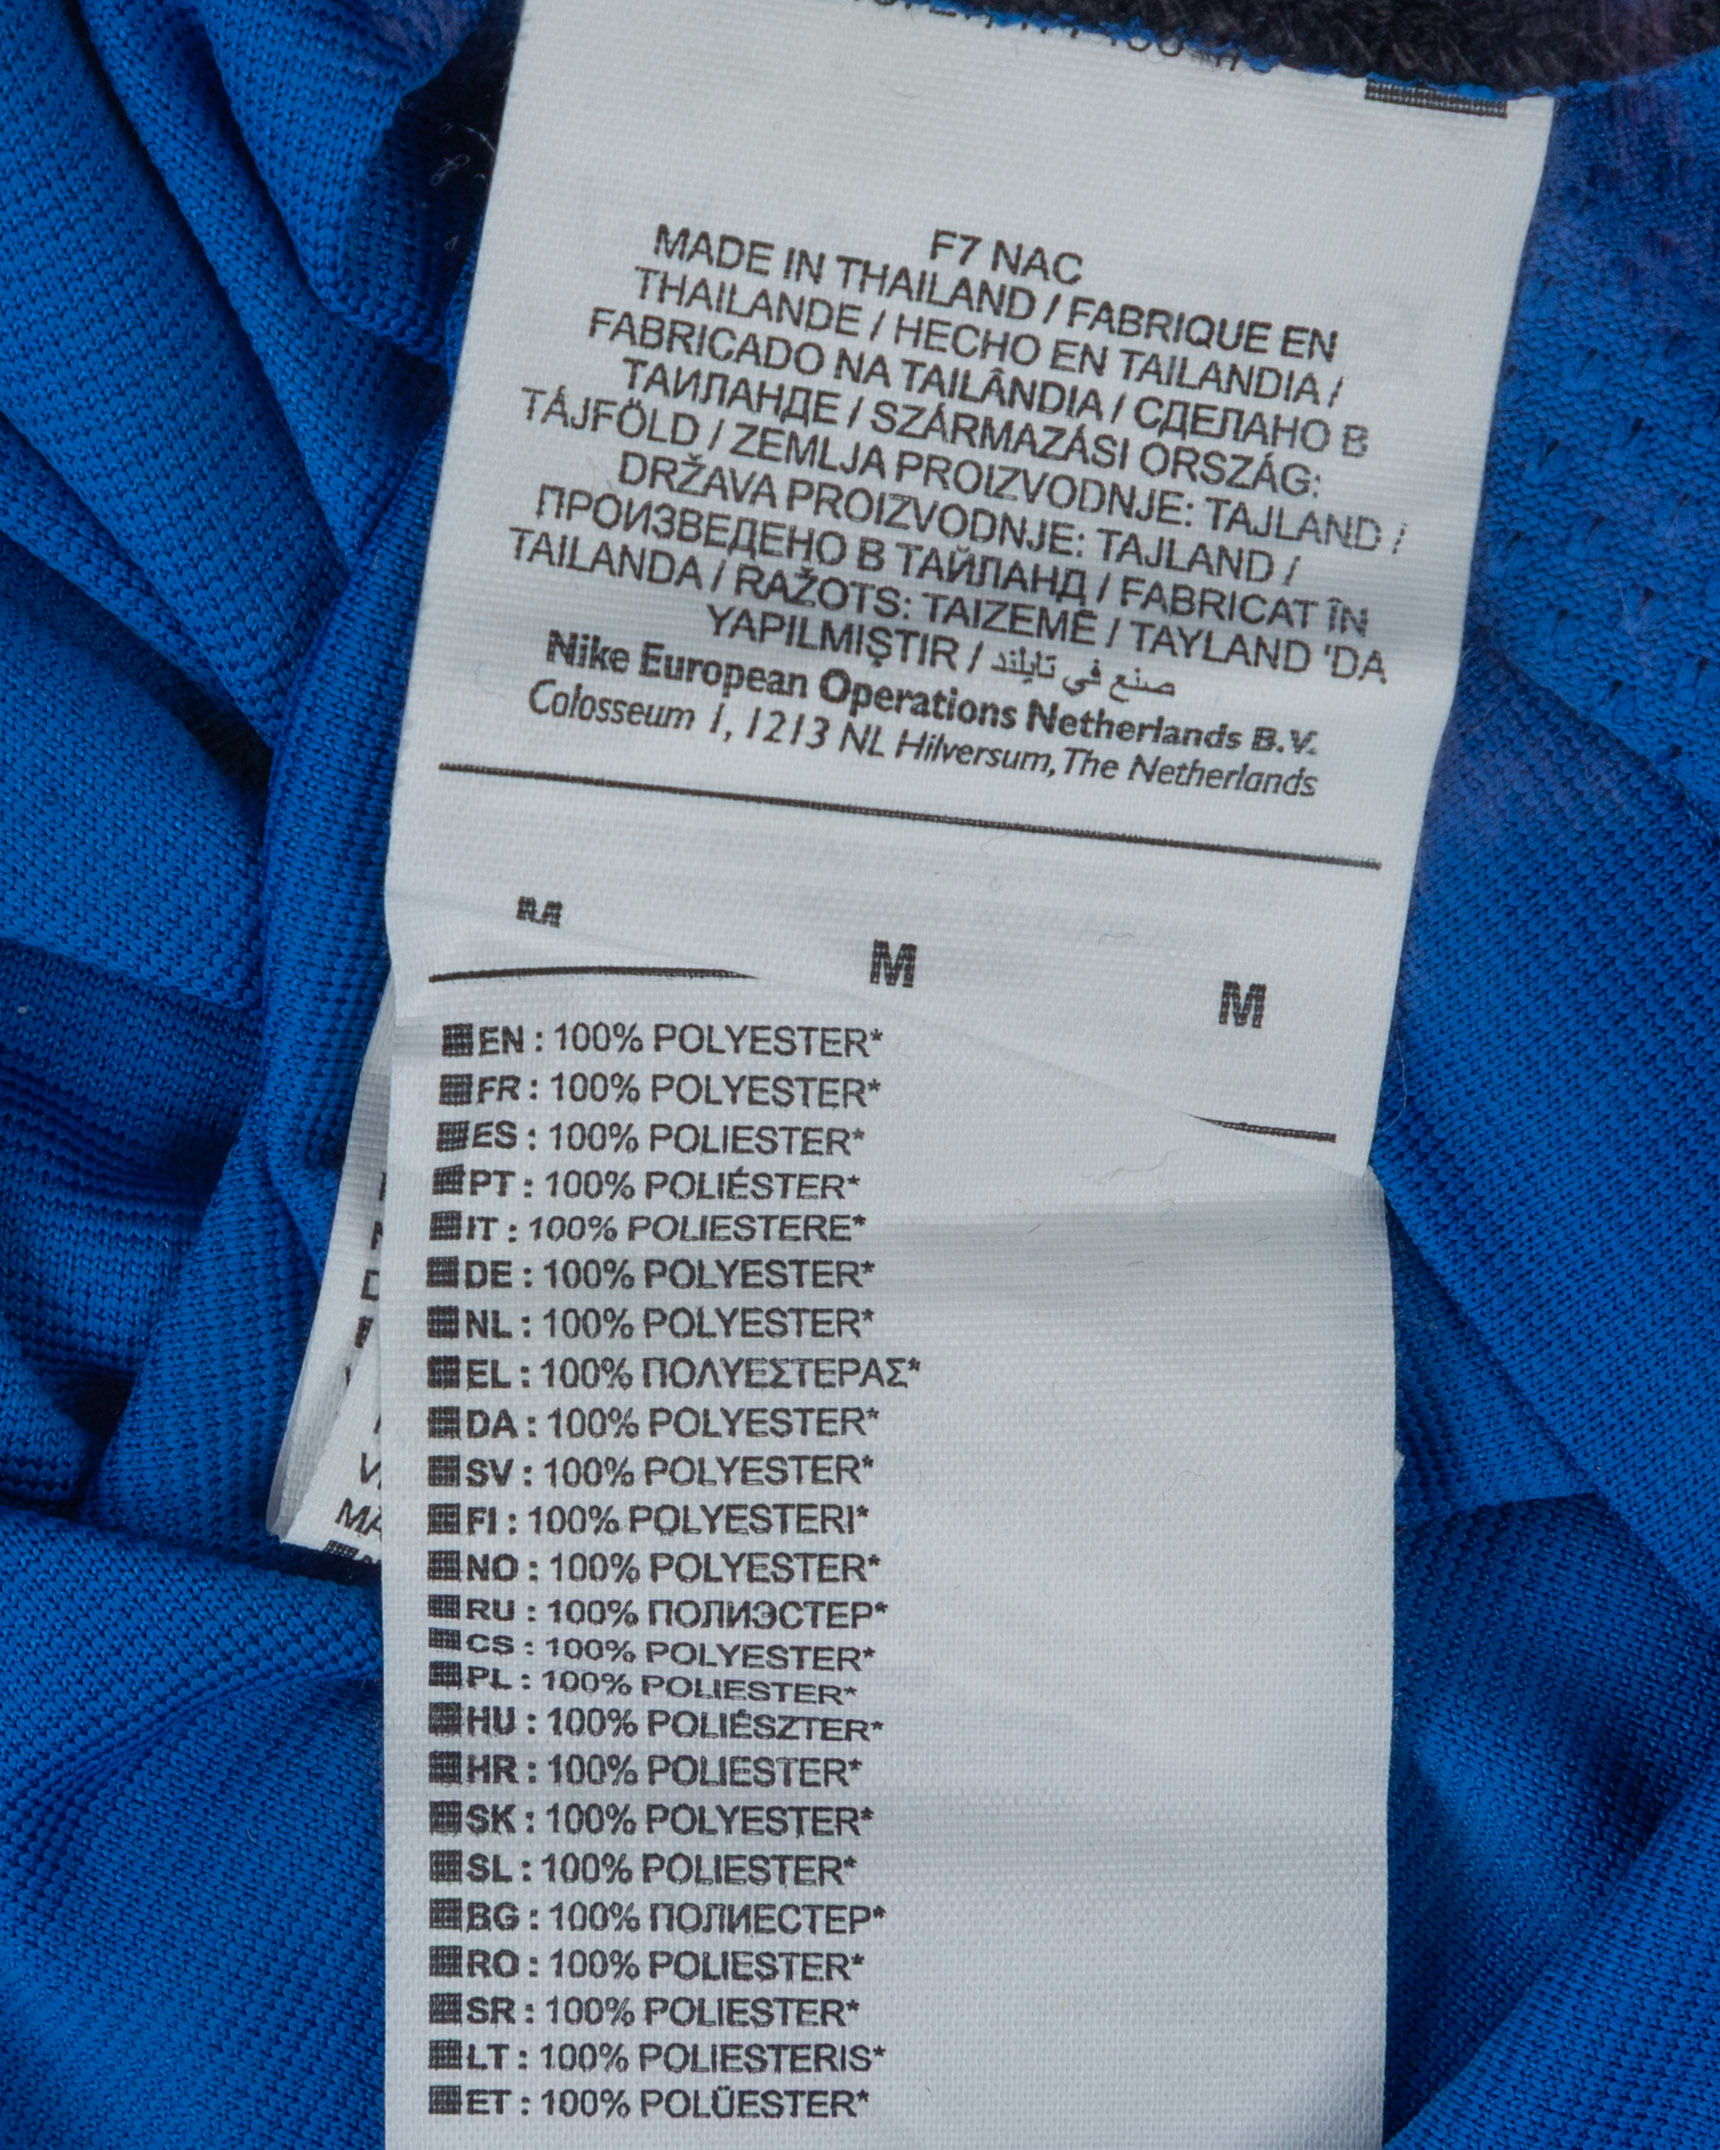 F7 NAC
MADE IN THAILAND / FABRIQUE EN
THAILANDE / HECHO EN TAILANDIA /
FABRICADO NA TAILÂNDIA / СДЕЛАНО В
ТАИЛАНДЕ / SZÁRMAZÁSI ORSZÁG:
TÁJFÖLD / ZEMLJA PROIZVODNJE: TAJLAND /
DRŽAVA PROIZVODNJE: TAJLAND /
ПРОИЗВЕДЕНО В ТАЙЛАНД / FABRICAT ÎN
TAILANDA / RAŽOTS: TAIZEMĒ / TAYLAND 'DA
YAPILMIŞTIR / صنع في تايلند
Nike European Operations Netherlands B.V.
Colosseum 1, 1213 NL Hilversum, The Netherlands
M M M
EN : 100% POLYESTER*
FR : 100% POLYESTER*
ES : 100% POLIESTER*
PT : 100% POLIÉSTER*
IT : 100% POLIESTERE*
DE : 100% POLYESTER*
NL : 100% POLYESTER*
EL : 100% ΠΟΛΥΕΣΤΕΡΑΣ*
DA : 100% POLYESTER*
SV : 100% POLYESTER*
FI : 100% POLYESTERI*
NO : 100% POLYESTER*
RU : 100% ПОЛИЭСТЕР*
CS : 100% POLYESTER*
PL : 100% POLIESTER*
HU : 100% POLIÉSZTER*
HR : 100% POLIESTER*
SK : 100% POLYESTER*
SL : 100% POLIESTER*
BG : 100% ПОЛИЕСТЕР*
RO : 100% POLIESTER*
SR : 100% POLIESTER*
LT : 100% POLIESTERIS*
ET : 100% POLÜESTER*